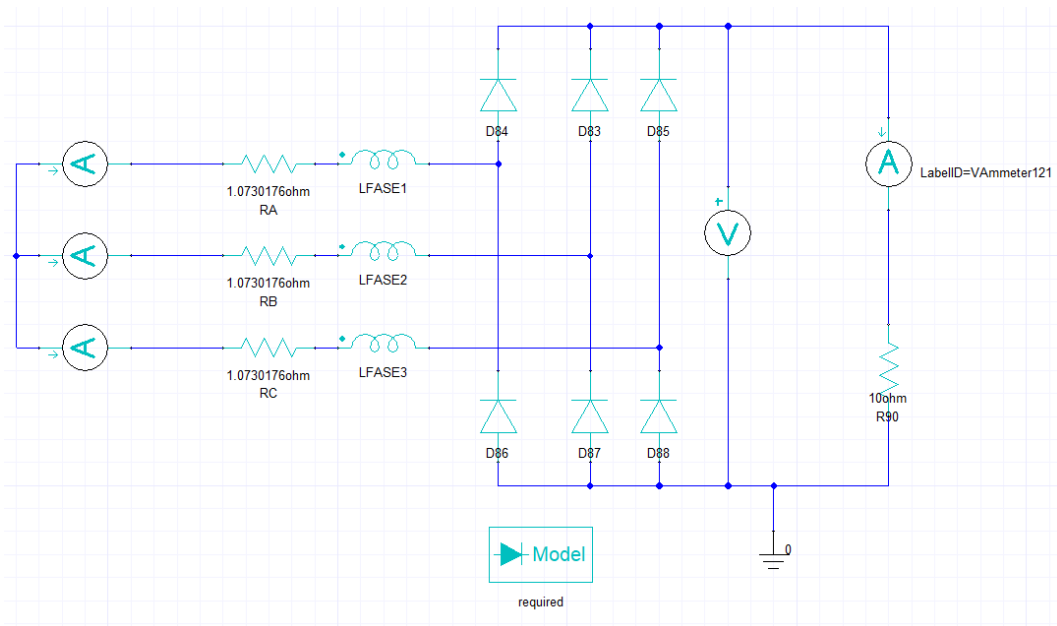 D84
D83
D85
A
1.0730176ohm
RA
LFASE1
A
LabelID=VAmmeter121
A
1.0730176ohm
RB
LFASE2
+
V
A
1.0730176ohm
RC
LFASE3
10ohm
R90
D86
D87
D88
Model
0
required